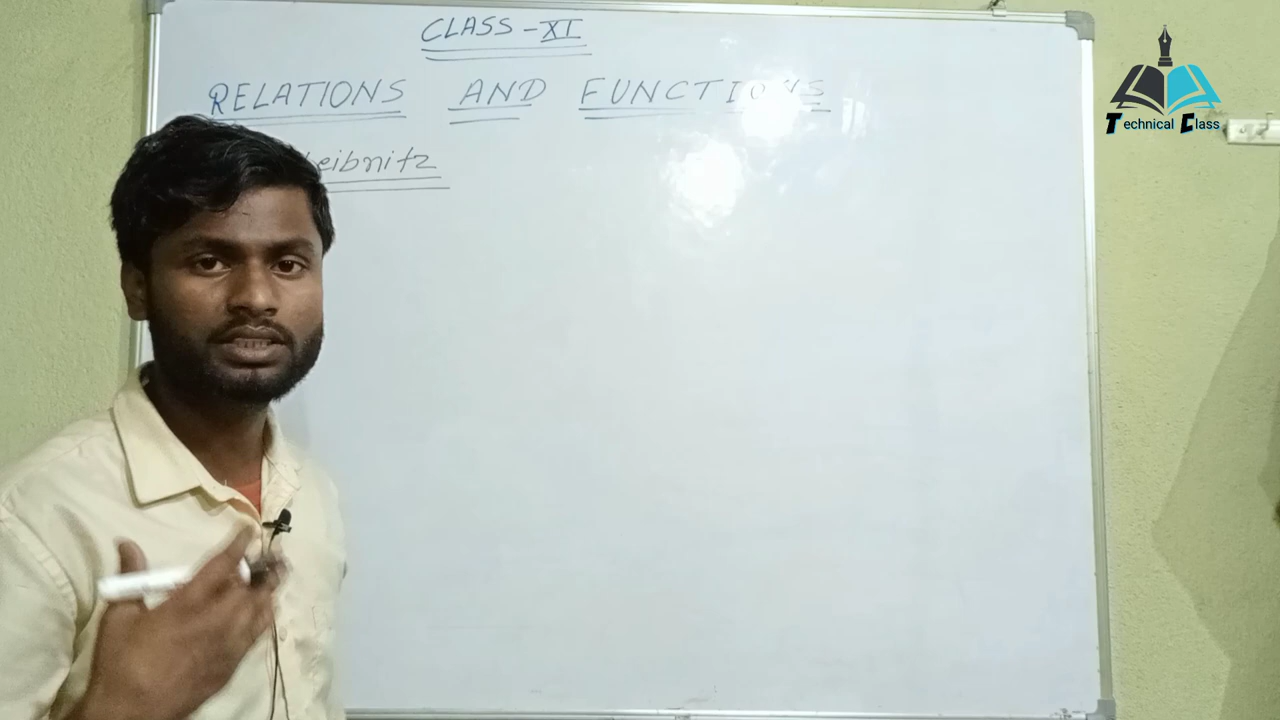 CLASS - XI
RELATIONS AND FUNCTIONS
Leibnitz
Technical Class